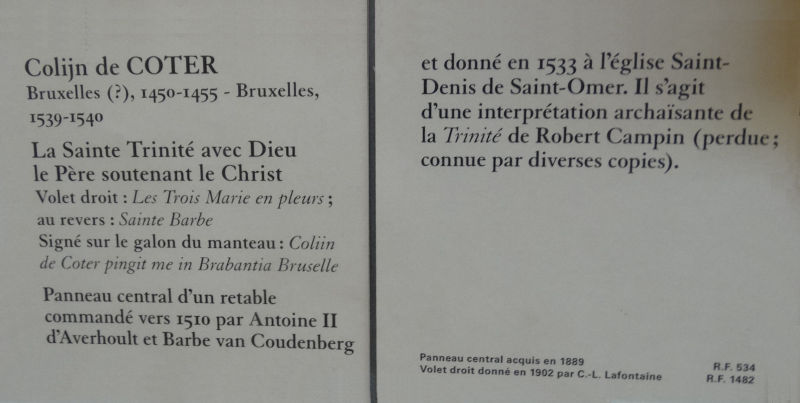 Colijn de COTER
Bruxelles (?), 1450-1455 - Bruxelles,
1539-1540
La Sainte Trinité avec Dieu
le Père soutenant le Christ
Volet droit : Les Trois Marie en pleurs ;
au revers : Sainte Barbe
Signé sur le galon du manteau : Coliin
de Coter pingit me in Brabantia Bruselle
Panneau central d'un retable
commandé vers 1510 par Antoine II
d'Averhoult et Barbe van Coudenberg
et donné en 1533 à l'église Saint-
Denis de Saint-Omer. Il s'agit
d'une interprétation archaïsante de
la Trinité de Robert Campin (perdue ;
connue par diverses copies).
Panneau central acquis en 1889
Volet droit donné en 1902 par C.-L. Lafontaine
R.F. 534
R.F. 1482